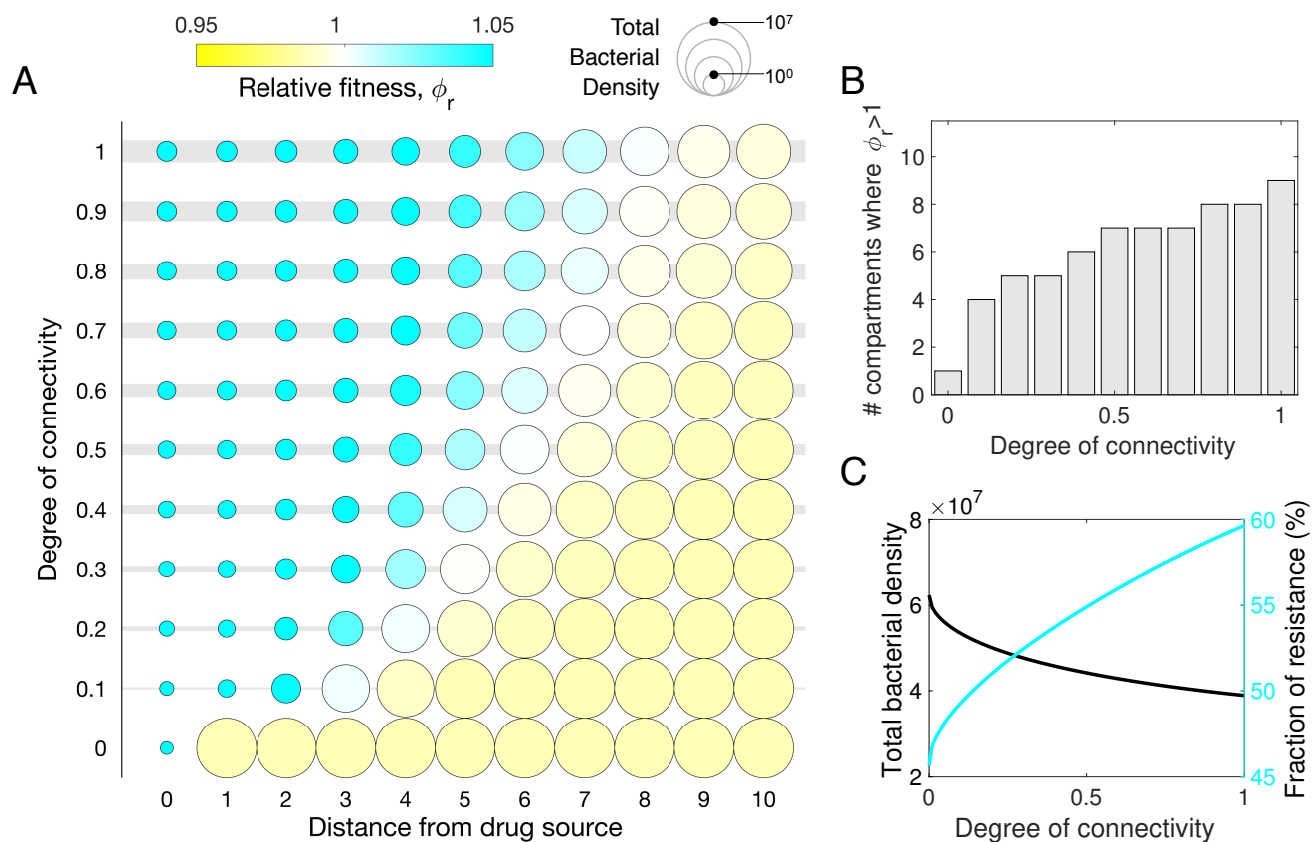 0.95 1 1.05
Relative fitness, ϕr
Total
Bacterial
Density
10⁷
10⁰
A
Degree of connectivity
1
0.9
0.8
0.7
0.6
0.5
0.4
0.3
0.2
0.1
0
0 1 2 3 4 5 6 7 8 9 10
Distance from drug source
B
# compartments where ϕr>1
10
8
6
4
2
0
0 0.5 1
Degree of connectivity
C
×10⁷
Total bacterial density
8
6
4
2
60
55
50
45
Fraction of resistance (%)
0 0.5 1
Degree of connectivity